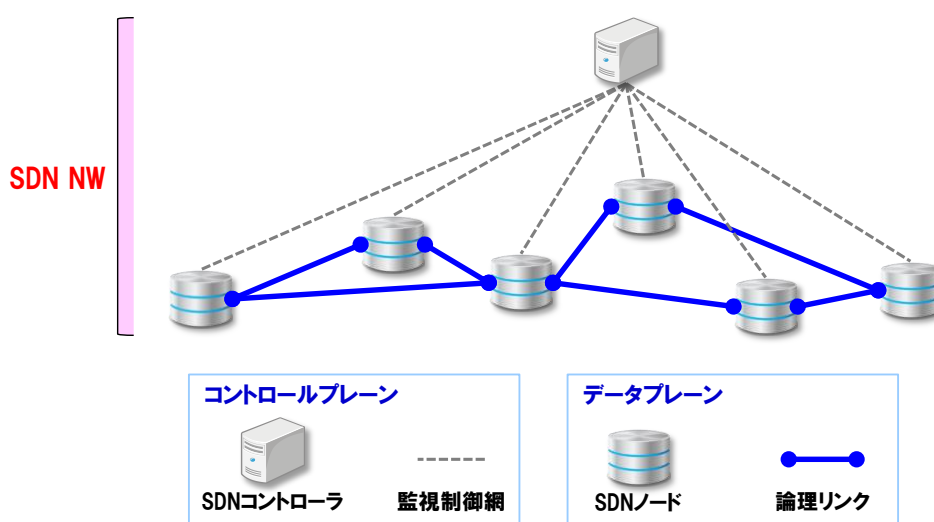 SDN NW
コントロールプレーン
SDNコントローラ
監視制御網
データプレーン
SDNノード
論理リンク